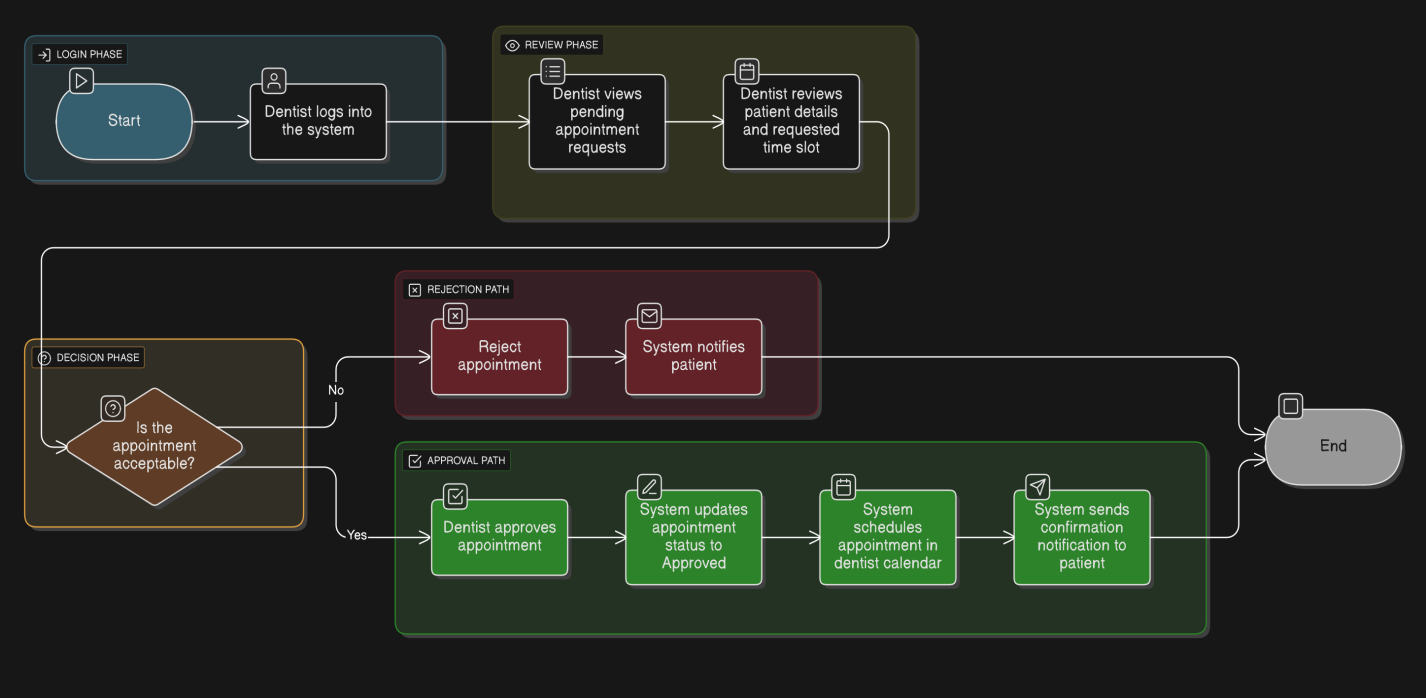 LOGIN PHASE
Start
Dentist logs into
the system
REVIEW PHASE
Dentist views
pending
appointment
requests
Dentist reviews
patient details
and requested
time slot
DECISION PHASE
Is the
appointment
acceptable?
No
Yes
REJECTION PATH
Reject
appointment
System notifies
patient
APPROVAL PATH
Dentist approves
appointment
System updates
appointment
status to
Approved
System
schedules
appointment in
dentist calendar
System sends
confirmation
notification to
patient
End